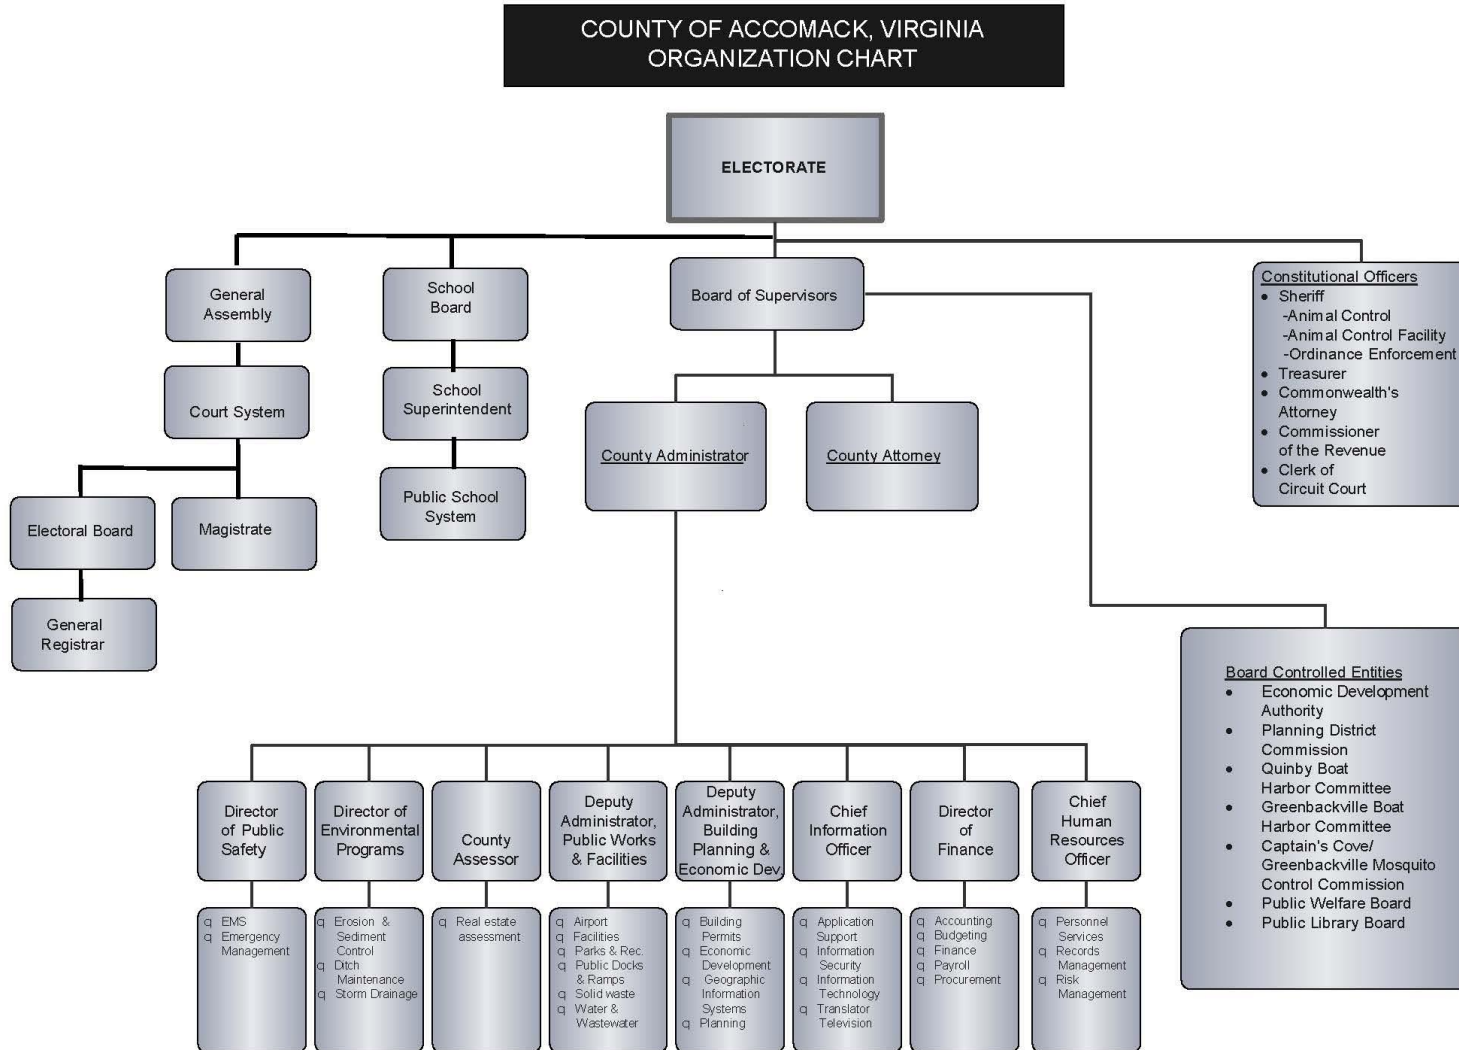 COUNTY OF ACCOMACK, VIRGINIA
ORGANIZATION CHART
ELECTORATE
General
Assembly
School
Board
Board of Supervisors
Constitutional Officers
• Sheriff
-Animal Control
-Animal Control Facility
-Ordinance Enforcement
• Treasurer
• Commonwealth's
Attorney
• Commissioner
of the Revenue
• Clerk of
Circuit Court
Court System
School
Superintendent
County Administrator
County Attorney
Public School
System
Electoral Board
Magistrate
General
Registrar
Board Controlled Entities
• Economic Development
Authority
• Planning District
Commission
• Quinby Boat
Harbor Committee
• Greenbackville Boat
Harbor Committee
• Captain's Cove/
Greenbackville Mosquito
Control Commission
• Public Welfare Board
• Public Library Board
Director
of Public
Safety
Director of
Environmental
Programs
County
Assessor
Deputy
Administrator,
Public Works
& Facilities
Deputy
Administrator,
Building
Planning &
Economic Dev.
Chief
Information
Officer
Director
of
Finance
Chief
Human
Resources
Officer
q EMS
q Emergency
Management
q Erosion &
Sediment
Control
q Ditch
Maintenance
q Storm Drainage
q Real estate
assessment
q Airport
q Facilities
q Parks & Rec.
q Public Docks
& Ramps
q Solid waste
q Water &
Wastewater
q Building
Permits
q Economic
Development
q Geographic
Information
Systems
q Planning
q Application
Support
q Information
Security
q Information
Technology
q Translator
Television
q Accounting
q Budgeting
q Finance
q Payroll
q Procurement
q Personnel
Services
q Records
Management
q Risk
Management